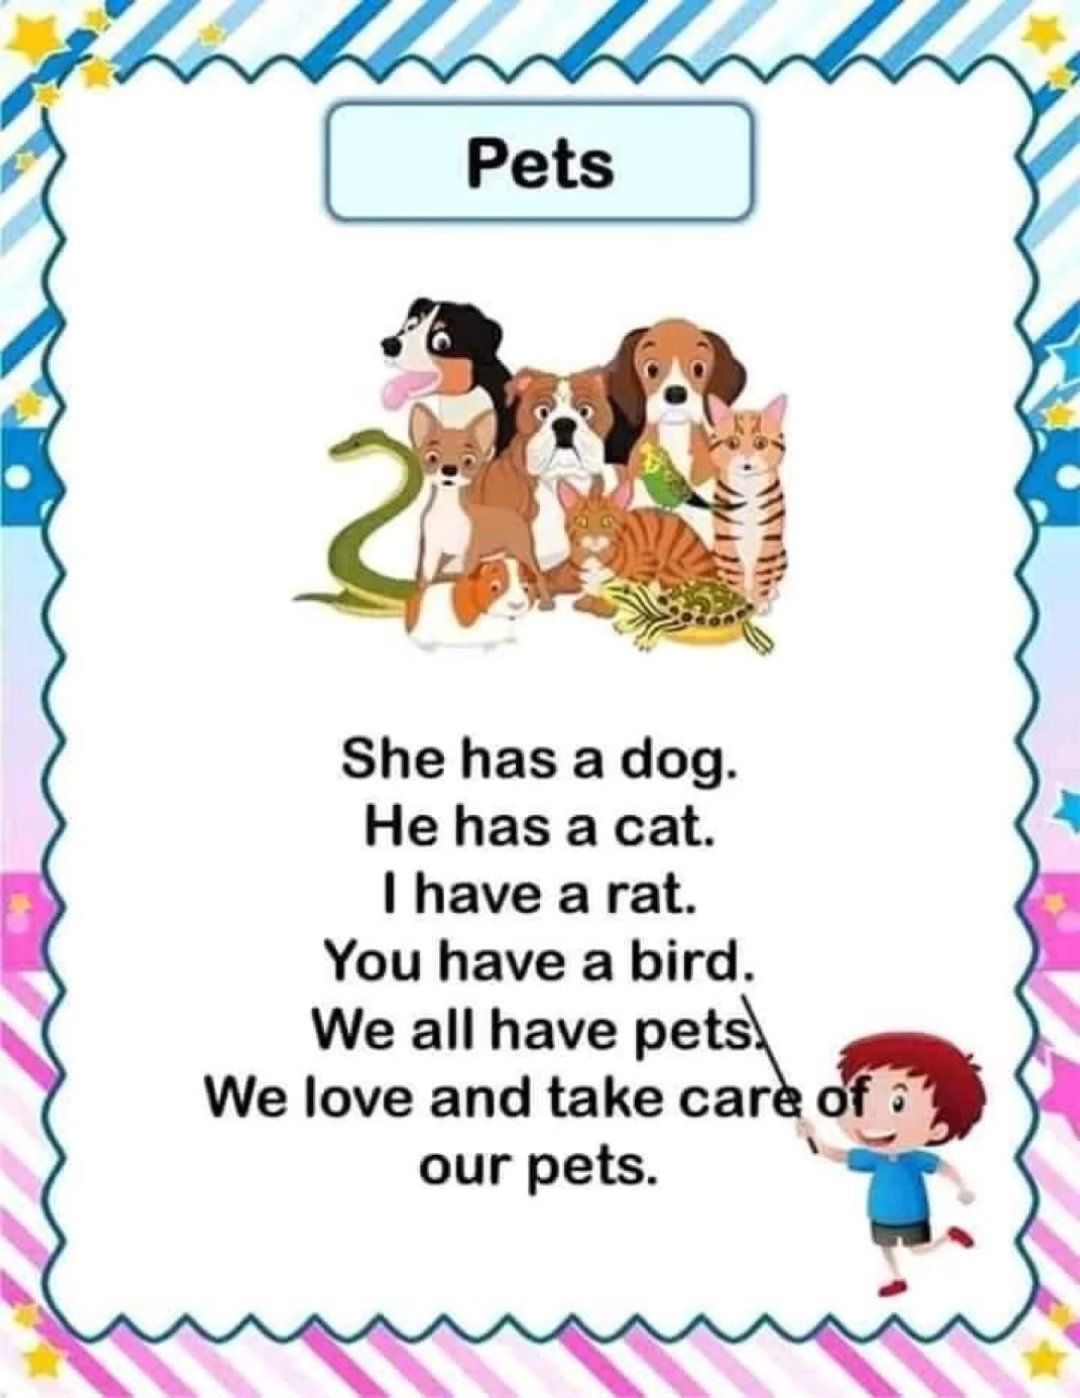 Pets
She has a dog.
He has a cat.
I have a rat.
You have a bird.
We all have pets.
We love and take care of
our pets.